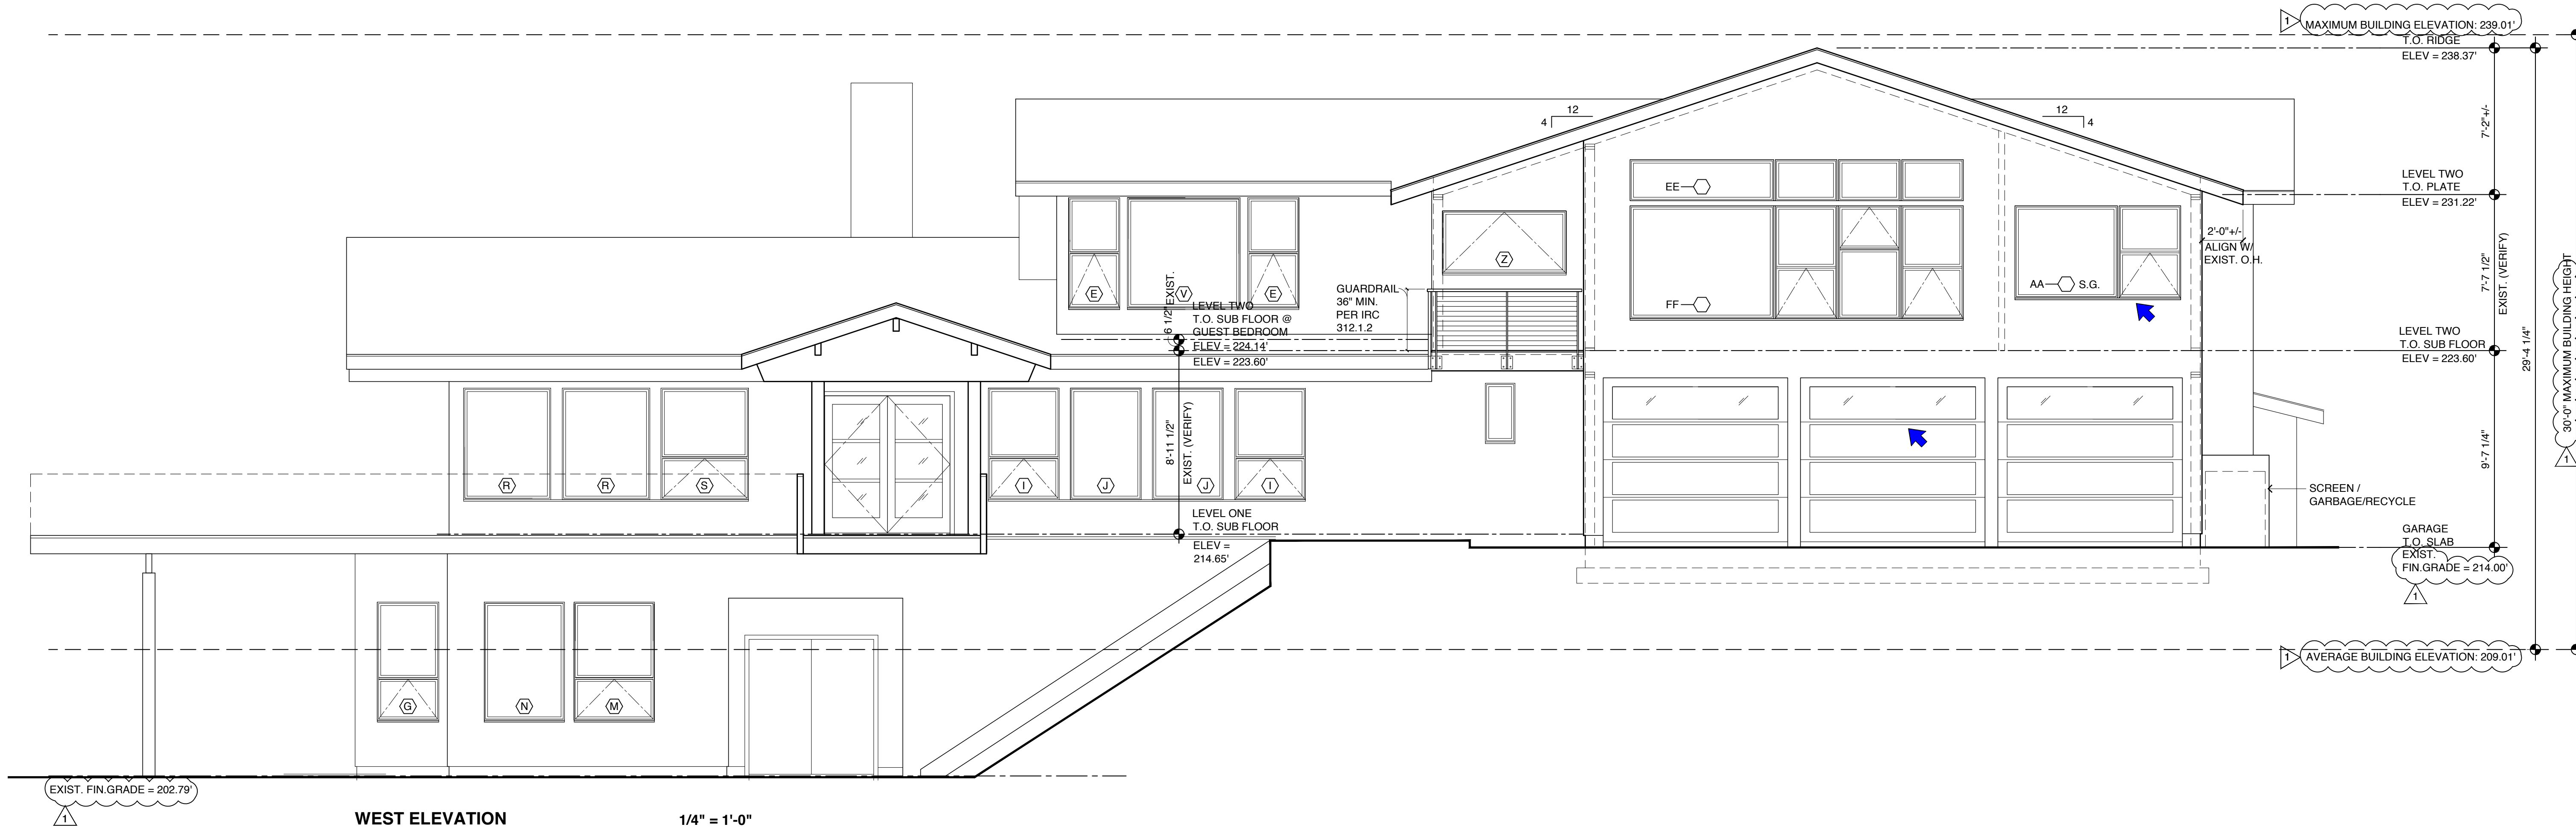 1
MAXIMUM BUILDING ELEVATION: 239.01'
T.O. RIDGE
ELEV = 238.37'
12
4
12
4
7'-2"+/-
LEVEL TWO
T.O. PLATE
ELEV = 231.22'
EE
FF
AA
S.G.
Z
E
V
E
2'-0"+/-
ALIGN W/
EXIST. O.H.
7'-7 1/2"
EXIST. (VERIFY)
29'-4 1/4"
30'-0" MAXIMUM BUILDING HEIGHT
1
GUARDRAIL
36" MIN.
PER IRC
312.1.2
6 1/2" EXIST.
LEVEL TWO
T.O. SUB FLOOR @
GUEST BEDROOM
ELEV = 224.14'
ELEV = 223.60'
LEVEL TWO
T.O. SUB FLOOR
ELEV = 223.60'
8'-11 1/2"
EXIST. (VERIFY)
9'-7 1/4"
R
R
S
I
J
J
I
SCREEN /
GARBAGE/RECYCLE
LEVEL ONE
T.O. SUB FLOOR
ELEV =
214.65'
GARAGE
T.O. SLAB
EXIST.
FIN.GRADE = 214.00'
1
1
AVERAGE BUILDING ELEVATION: 209.01'
G
N
M
EXIST. FIN.GRADE = 202.79'
1
WEST ELEVATION
1/4" = 1'-0"